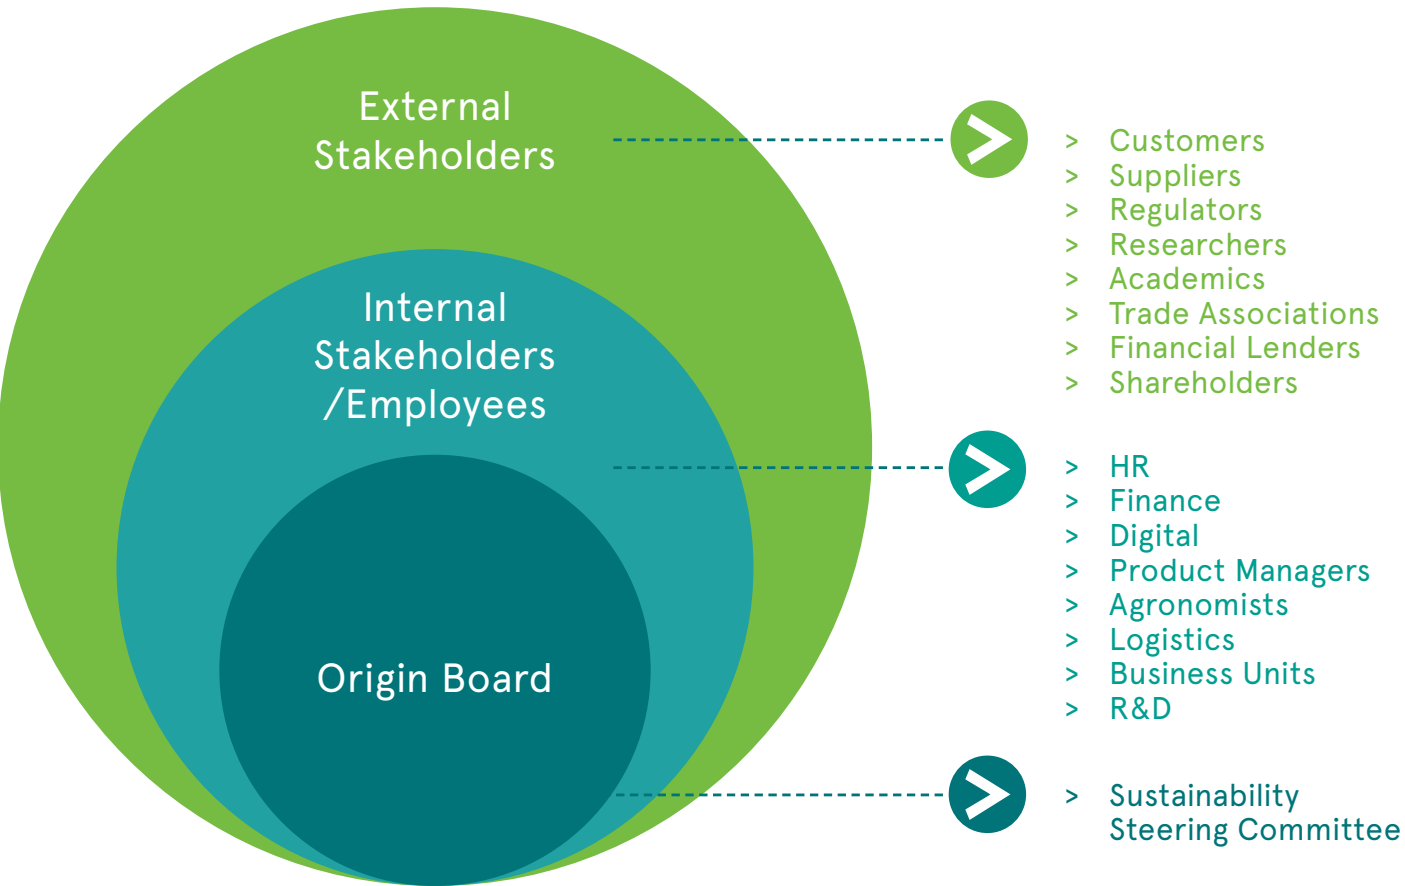 External
Stakeholders
Internal
Stakeholders
/Employees
Origin Board
> Customers
> Suppliers
> Regulators
> Researchers
> Academics
> Trade Associations
> Financial Lenders
> Shareholders
> HR
> Finance
> Digital
> Product Managers
> Agronomists
> Logistics
> Business Units
> R&D
> Sustainability
Steering Committee